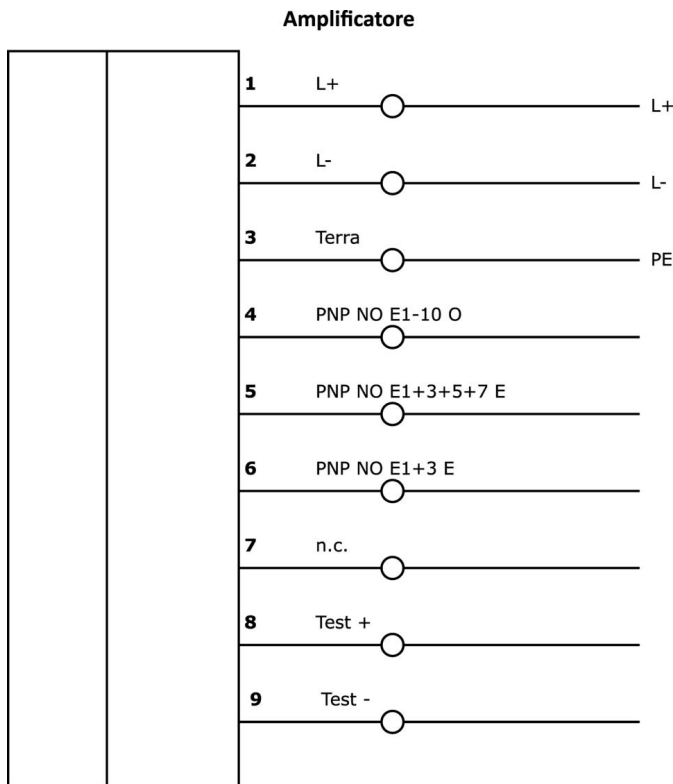 Amplificatore
1 L+
L+
2 L-
L-
3 Terra
PE
4 PNP NO E1-10 O
5 PNP NO E1+3+5+7 E
6 PNP NO E1+3 E
7 n.c.
8 Test +
9 Test -